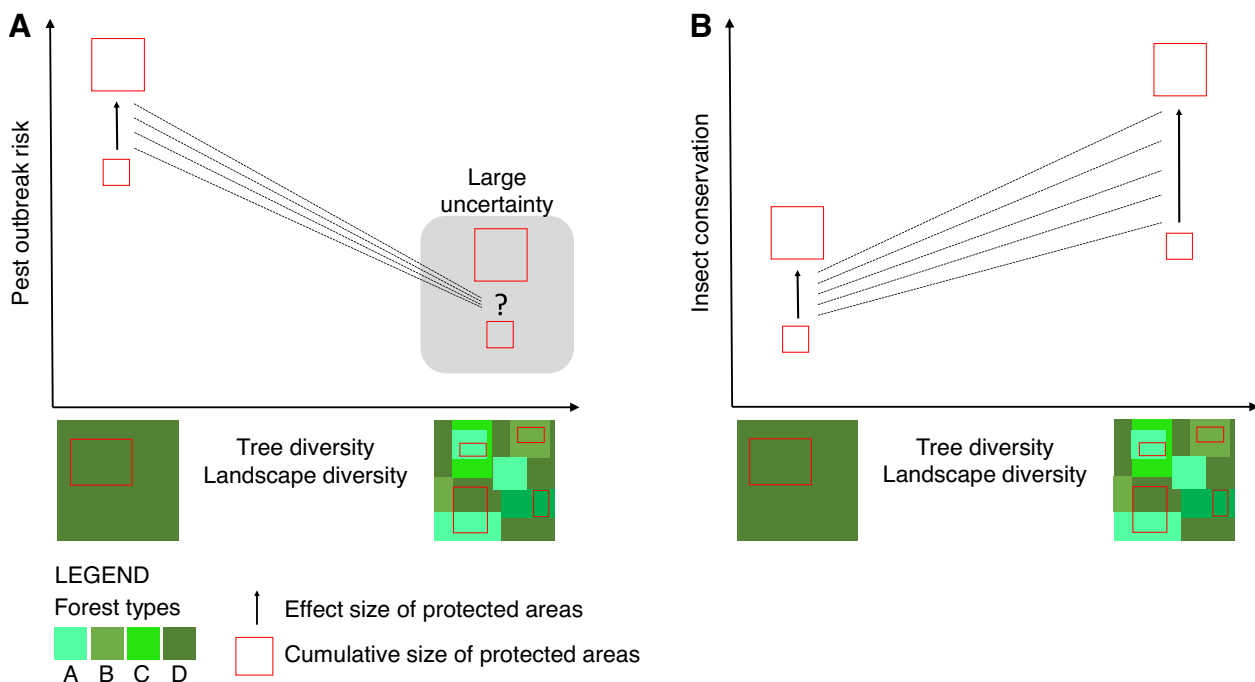 A
Pest outbreak risk
Large
uncertainty
?
Tree diversity
Landscape diversity
B
Insect conservation
Tree diversity
Landscape diversity
LEGEND
Forest types
A B C D
Effect size of protected areas
Cumulative size of protected areas